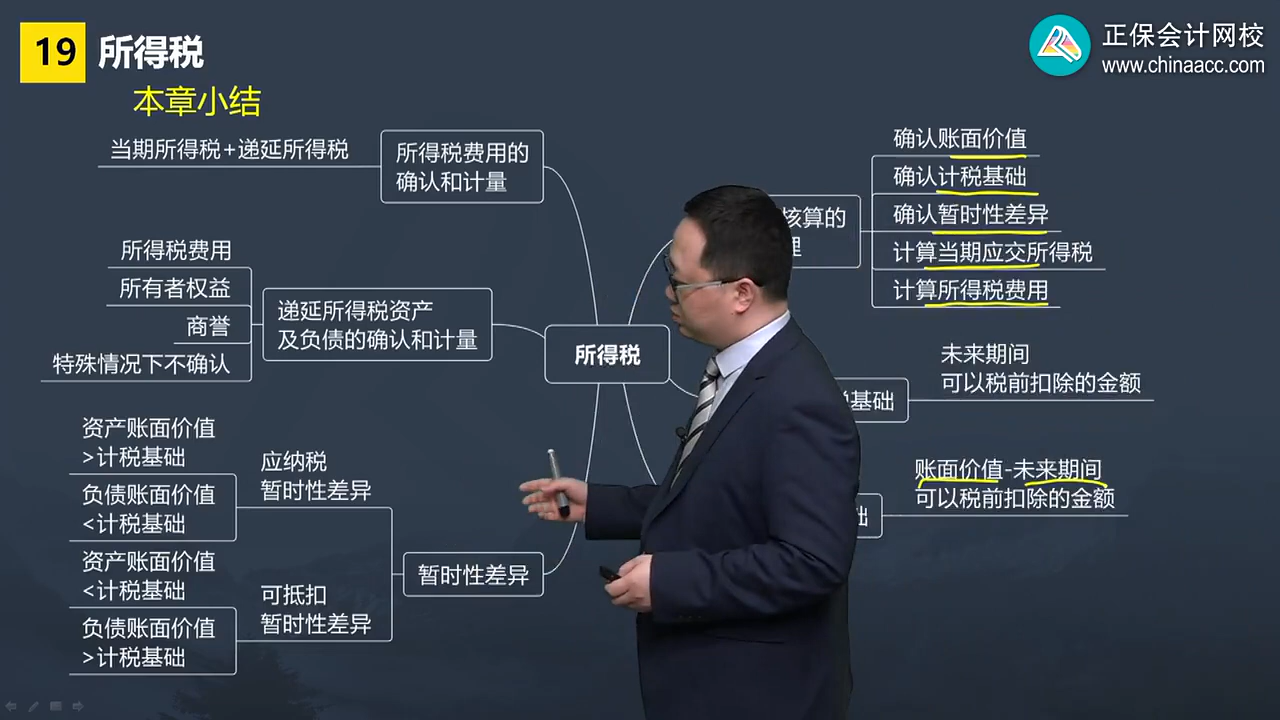 19 所得税
本章小结
正保会计网校
www.chinaacc.com
当期所得税+递延所得税
所得税费用的
确认和计量
所得税费用
所有者权益
商誉
特殊情况下不确认
递延所得税资产
及负债的确认和计量
资产账面价值
>计税基础
负债账面价值
<计税基础
应纳税
暂时性差异
资产账面价值
<计税基础
负债账面价值
>计税基础
可抵扣
暂时性差异
暂时性差异
所得税
核算的
理
确认账面价值
确认计税基础
确认暂时性差异
计算当期应交所得税
计算所得税费用
基础
未来期间
可以税前扣除的金额
账面价值-未来期间
可以税前扣除的金额